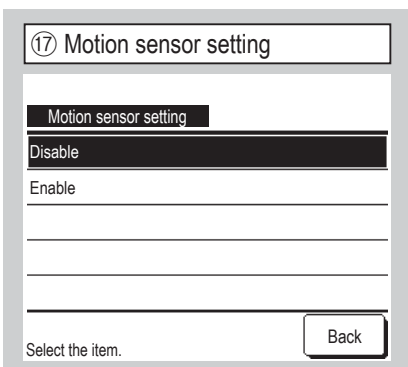 ⑰ Motion sensor setting
Motion sensor setting
Disable
Enable
Select the item.
Back